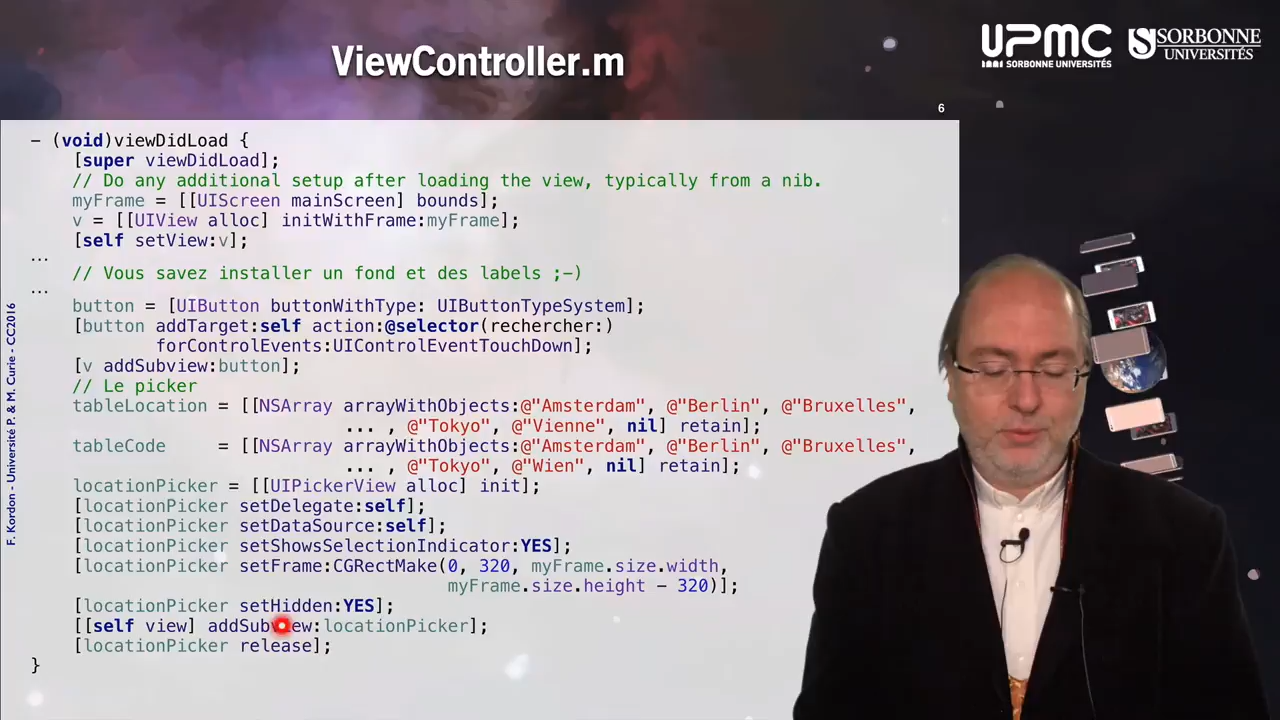 ViewController.m
UPMC
SORBONNE UNIVERSITÉS
SORBONNE
UNIVERSITÉS
6
– (void)viewDidLoad {
[super viewDidLoad];
// Do any additional setup after loading the view, typically from a nib.
myFrame = [[UIScreen mainScreen] bounds];
v = [[UIView alloc] initWithFrame:myFrame];
[self setView:v];
...
// Vous savez installer un fond et des labels ;-)
...
button = [UIButton buttonWithType: UIButtonTypeSystem];
[button addTarget:self action:@selector(rechercher:)
forControlEvents:UIControlEventTouchDown];
[v addSubview:button];
// Le picker
tableLocation = [[NSArray arrayWithObjects:@"Amsterdam", @"Berlin", @"Bruxelles",
... , @"Tokyo", @"Vienne", nil] retain];
tableCode = [[NSArray arrayWithObjects:@"Amsterdam", @"Berlin", @"Bruxelles",
... , @"Tokyo", @"Wien", nil] retain];
locationPicker = [[UIPickerView alloc] init];
[locationPicker setDelegate:self];
[locationPicker setDataSource:self];
[locationPicker setShowsSelectionIndicator:YES];
[locationPicker setFrame:CGRectMake(0, 320, myFrame.size.width,
myFrame.size.height – 320)];
[locationPicker setHidden:YES];
[[self view] addSubview:locationPicker];
[locationPicker release];
}
F. Kordon - Université P. & M. Curie - CC2016